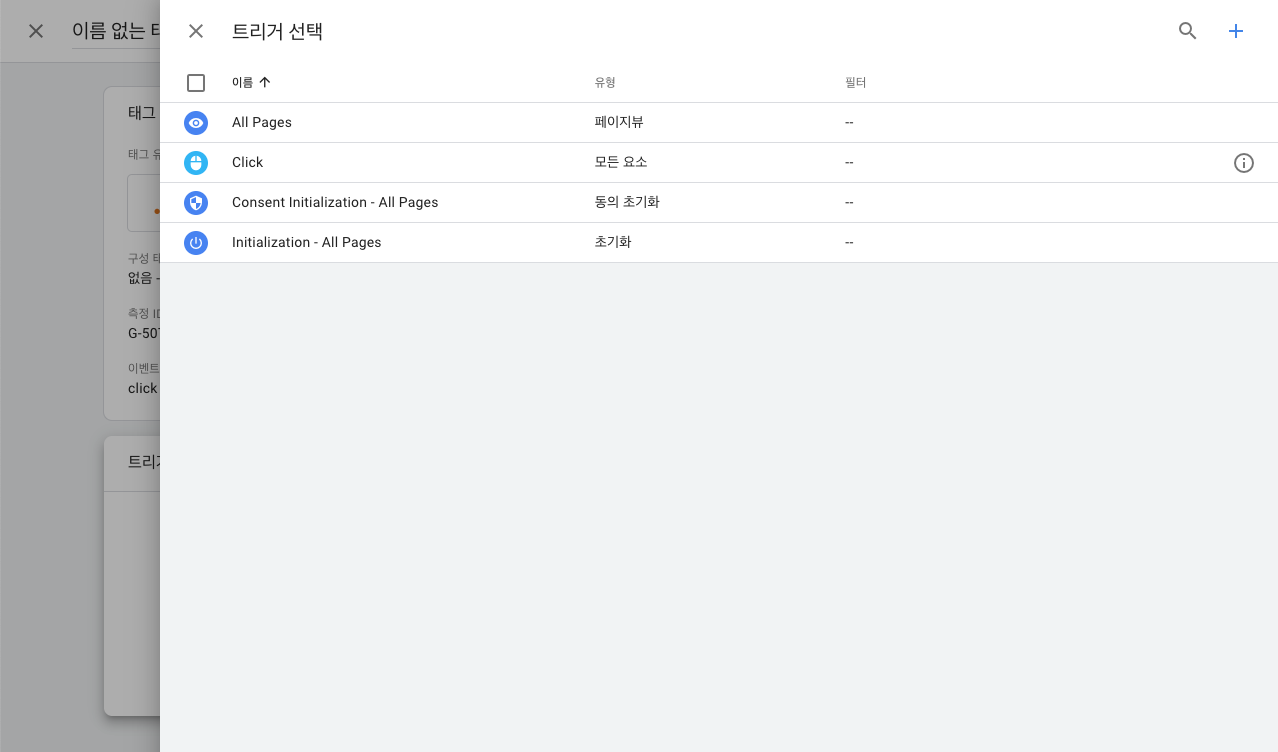 이름 없는
트리거 선택
이름 유형 필터
All Pages 페이지뷰 --
Click 모든 요소 --
Consent Initialization - All Pages 동의 초기화 --
Initialization - All Pages 초기화 --
태그
태그
구성
없음 -
측정 ID
G-507
이벤트
click
트리거